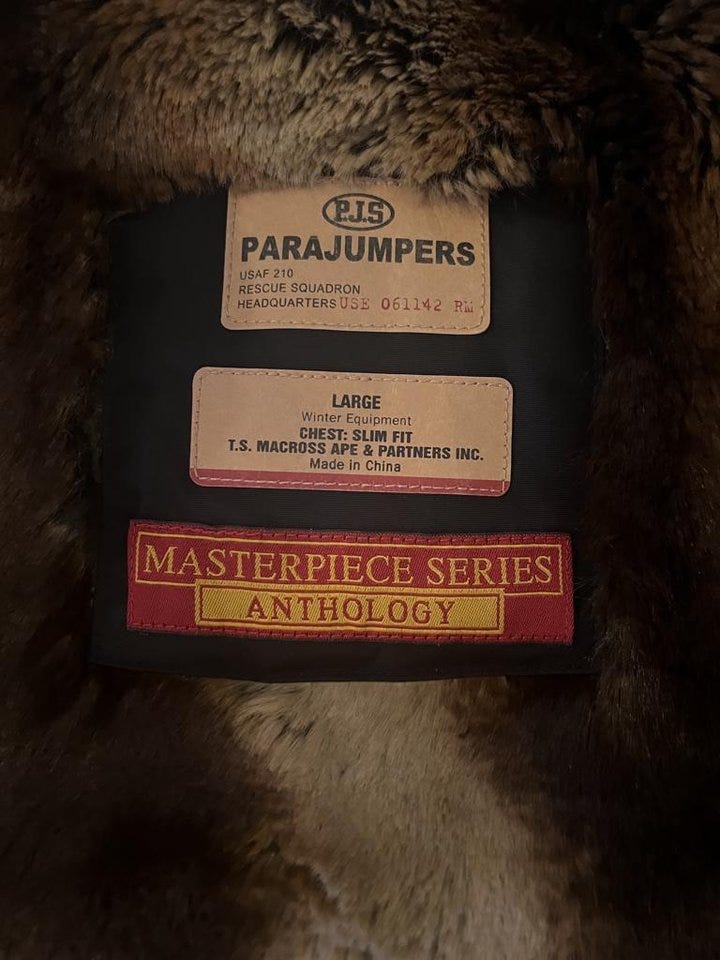 P.J.S
PARAJUMPERS
USAF 210
RESCUE SQUADRON
HEADQUARTERS USE 061142 RM
LARGE
Winter Equipment
CHEST: SLIM FIT
T.S. MACROSS APE & PARTNERS INC.
Made in China
MASTERPIECE SERIES
ANTHOLOGY